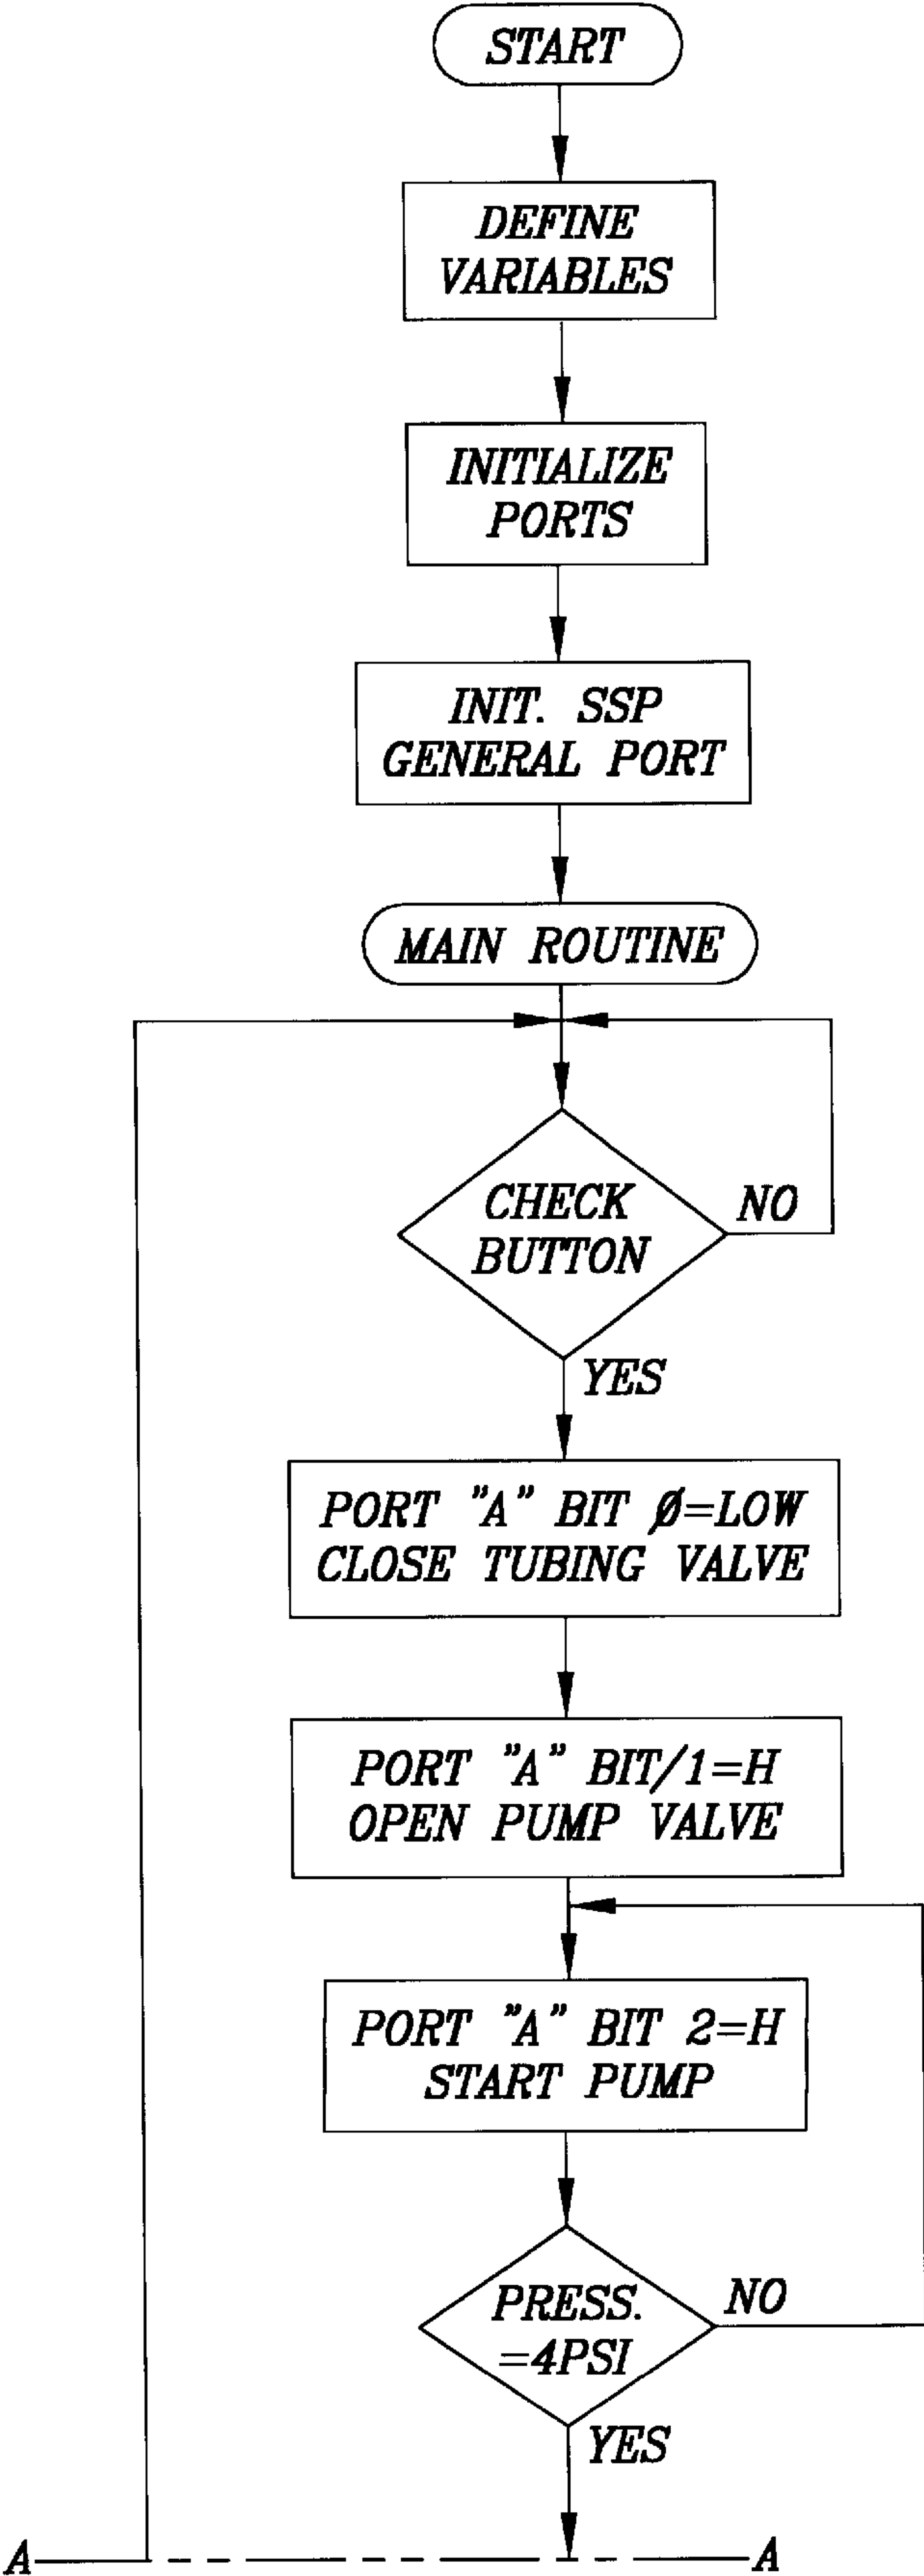 START
DEFINE
VARIABLES
INITIALIZE
PORTS
INIT. SSP
GENERAL PORT
MAIN ROUTINE
CHECK
BUTTON
NO
YES
PORT "A" BIT Ø=LOW
CLOSE TUBING VALVE
PORT "A" BIT/1=H
OPEN PUMP VALVE
PORT "A" BIT 2=H
START PUMP
PRESS.
=4PSI
NO
YES
A
A